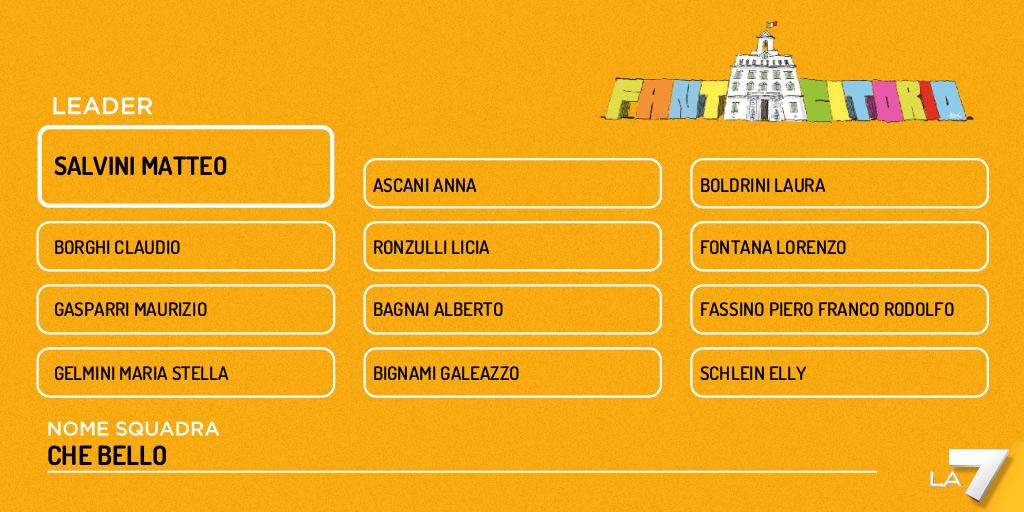 FANTACITORIO
LEADER
SALVINI MATTEO
ASCANI ANNA
BOLDRINI LAURA
BORGHI CLAUDIO
RONZULLI LICIA
FONTANA LORENZO
GASPARRI MAURIZIO
BAGNAI ALBERTO
FASSINO PIERO FRANCO RODOLFO
GELMINI MARIA STELLA
BIGNAMI GALEAZZO
SCHLEIN ELLY
NOME SQUADRA
CHE BELLO
LA7